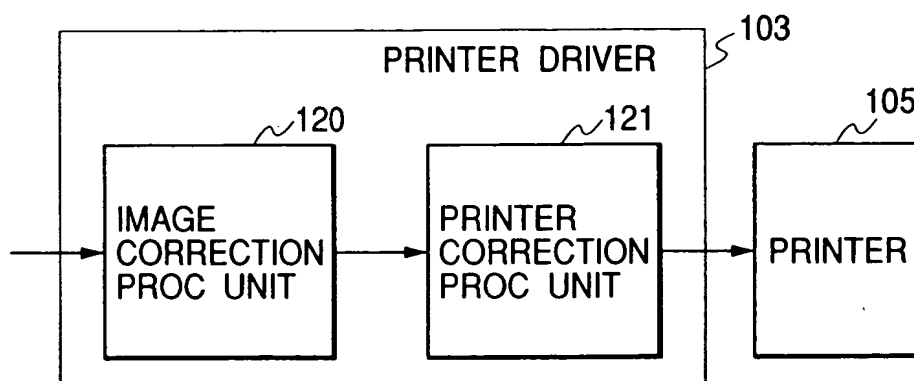 103
PRINTER DRIVER
120
121
105
IMAGE
CORRECTION
PROC UNIT
PRINTER
CORRECTION
PROC UNIT
PRINTER